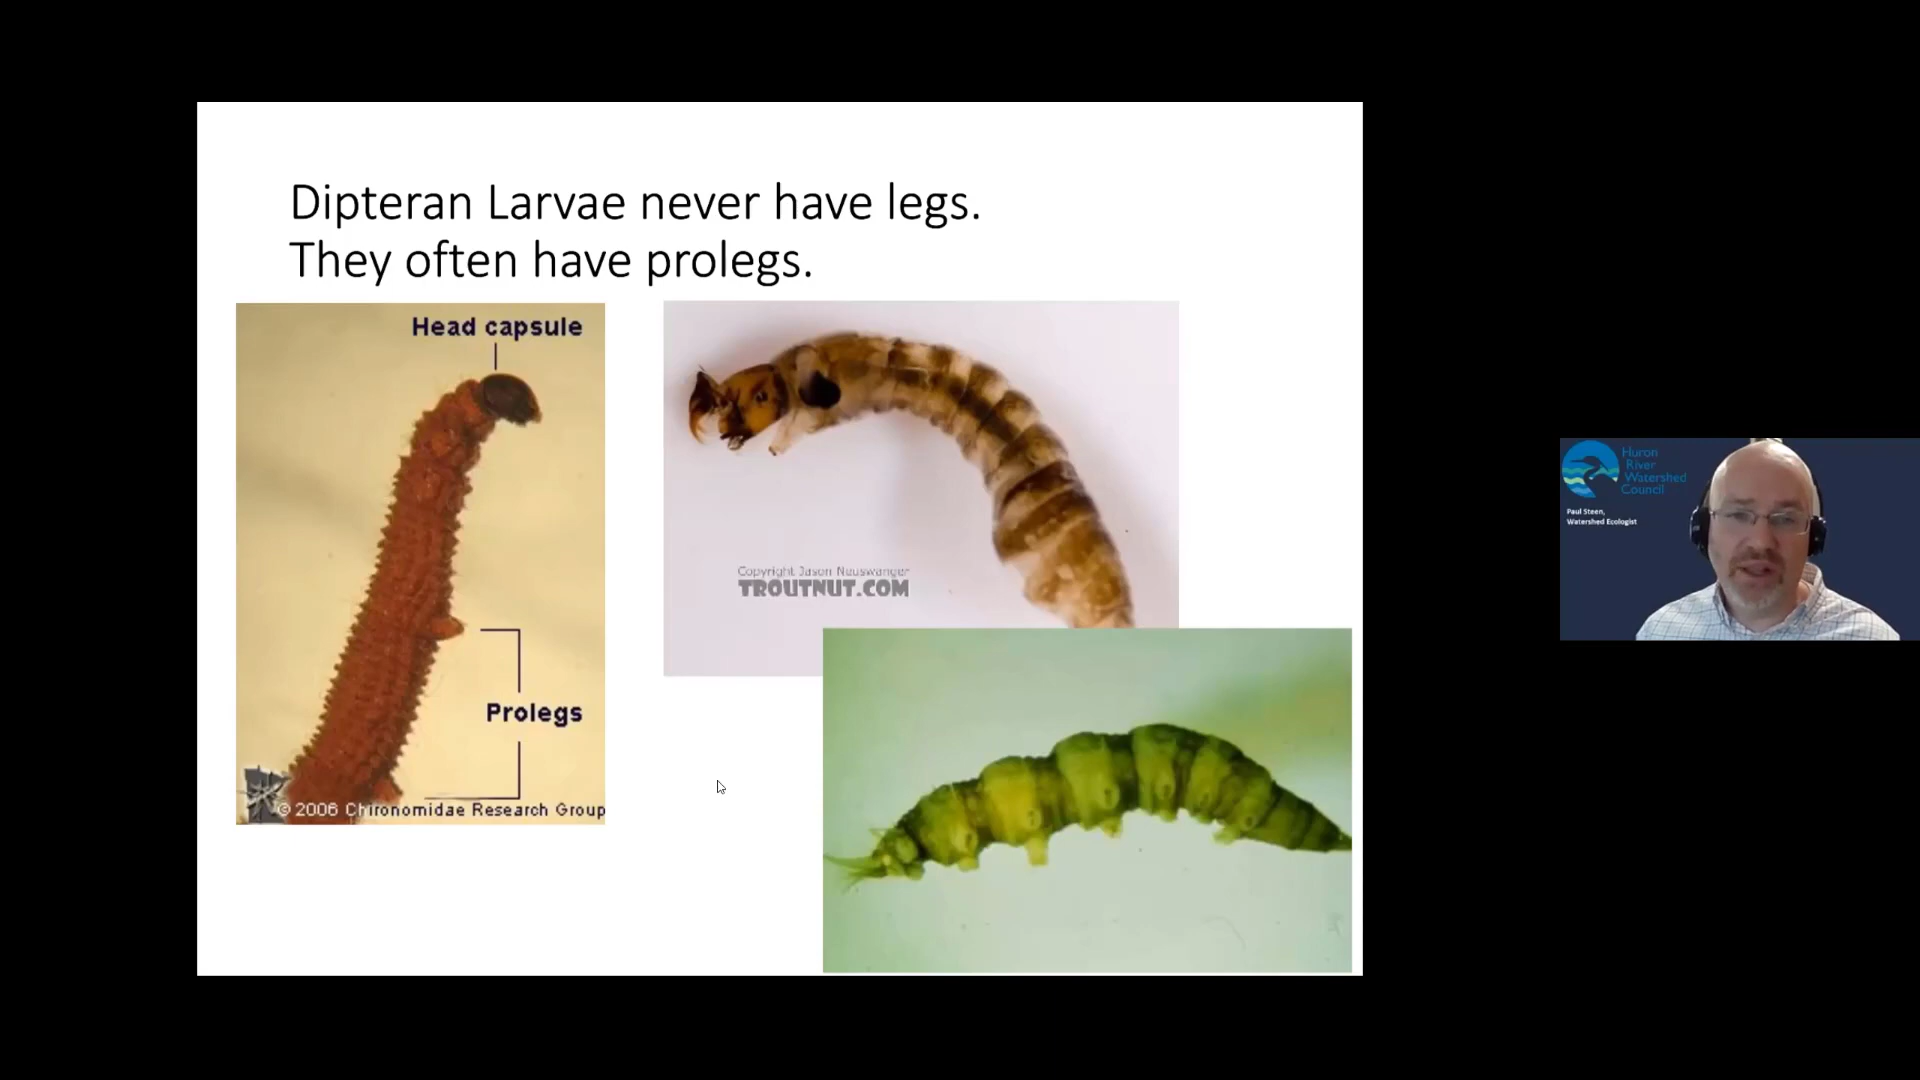 Dipteran Larvae never have legs.
They often have prolegs.
Head capsule
Prolegs
© 2006 Chironomidae Research Group
Copyright Jason Neuswanger
TROUTNUT.COM
Huron
River
Watershed
Council
Paul Steen,
Watershed Ecologist